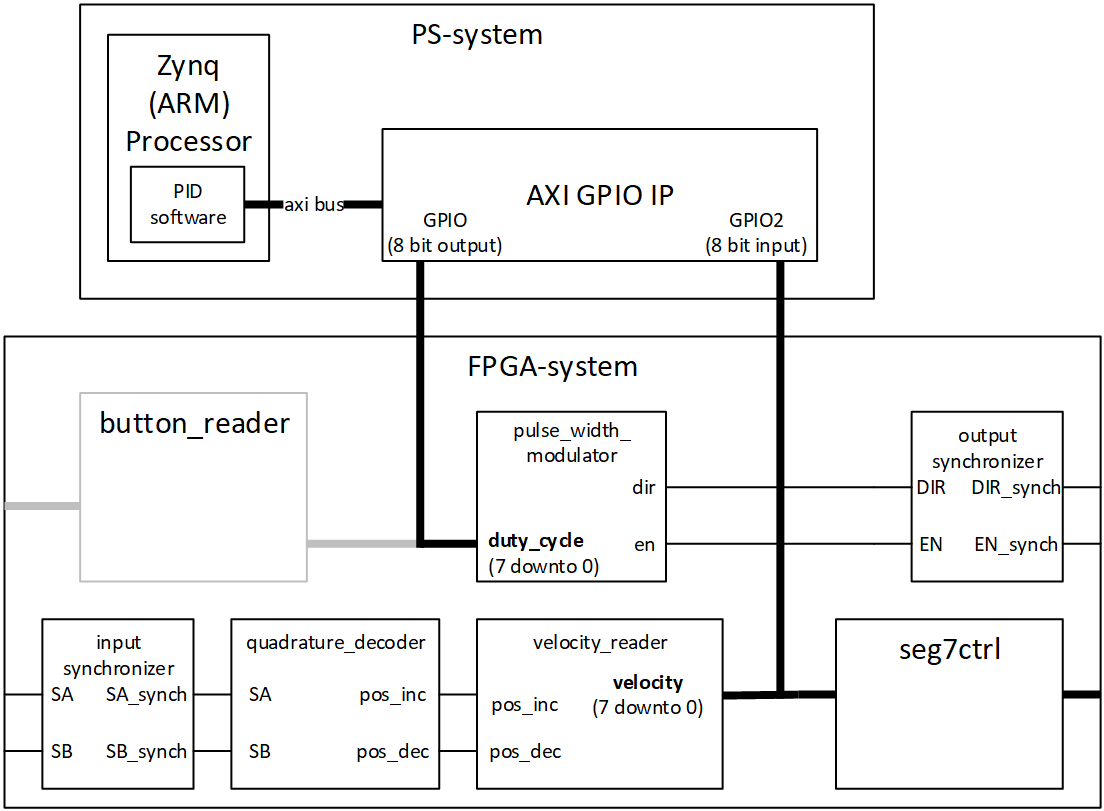 PS-system
Zynq
(ARM)
Processor
PID
software
axi bus
AXI GPIO IP
GPIO
(8 bit output)
GPIO2
(8 bit input)
FPGA-system
button_reader
pulse_width_
modulator
dir
duty_cycle
(7 downto 0)
en
output
synchronizer
DIR DIR_synch
EN EN_synch
input
synchronizer
SA SA_synch
SB SB_synch
quadrature_decoder
SA pos_inc
SB pos_dec
velocity_reader
velocity
(7 downto 0)
pos_inc
pos_dec
seg7ctrl